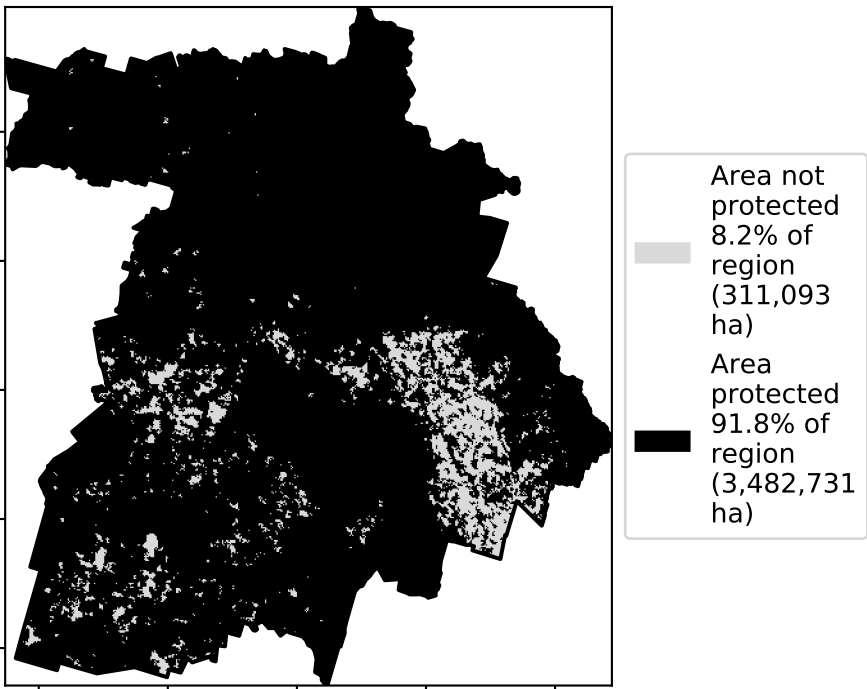 Area not
protected
8.2% of
region
(311,093
ha)
Area
protected
91.8% of
region
(3,482,731
ha)